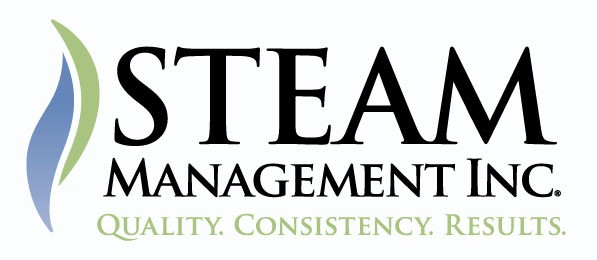 STEAM
MANAGEMENT INC.®
QUALITY. CONSISTENCY. RESULTS.